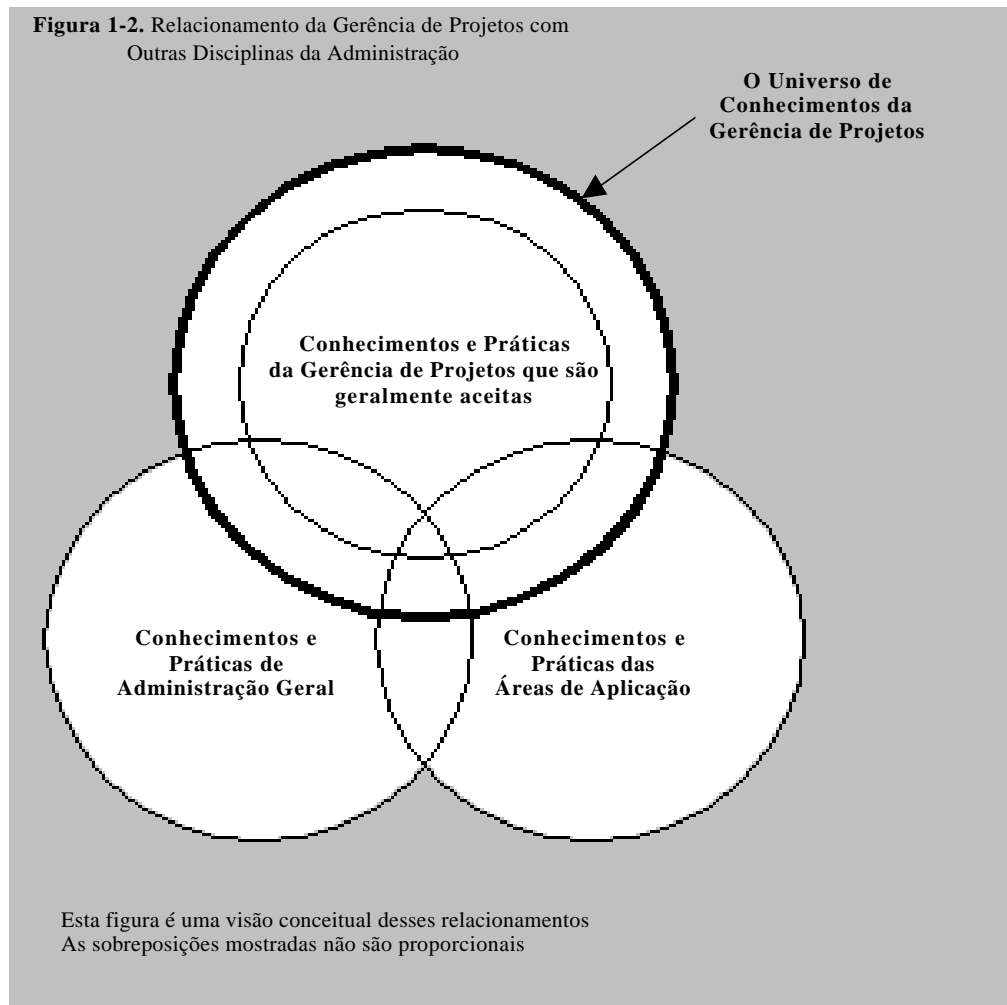 Figura 1-2. Relacionamento da Gerência de Projetos com
Outras Disciplinas da Administração
O Universo de
Conhecimentos da
Gerência de Projetos
Conhecimentos e Práticas
da Gerência de Projetos que são
geralmente aceitas
Conhecimentos e
Práticas de
Administração Geral
Conhecimentos e
Práticas das
Áreas de Aplicação
Esta figura é uma visão conceitual desses relacionamentos
As sobreposições mostradas não são proporcionais